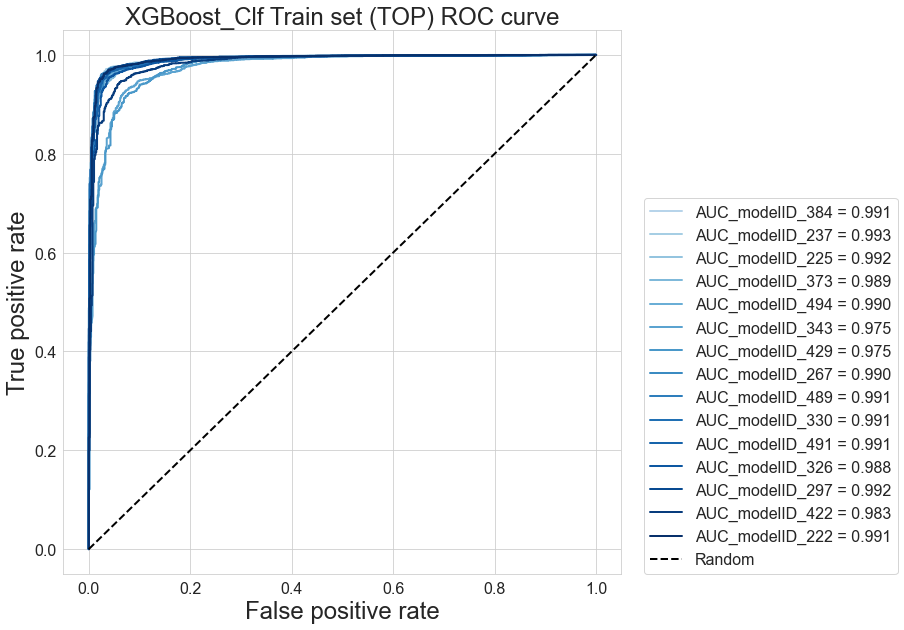 XGBoost_Clf Train set (TOP) ROC curve
True positive rate
1.0
0.8
0.6
0.4
0.2
0.0
0.0 0.2 0.4 0.6 0.8 1.0
False positive rate
AUC_modelID_384 = 0.991
AUC_modelID_237 = 0.993
AUC_modelID_225 = 0.992
AUC_modelID_373 = 0.989
AUC_modelID_494 = 0.990
AUC_modelID_343 = 0.975
AUC_modelID_429 = 0.975
AUC_modelID_267 = 0.990
AUC_modelID_489 = 0.991
AUC_modelID_330 = 0.991
AUC_modelID_491 = 0.991
AUC_modelID_326 = 0.988
AUC_modelID_297 = 0.992
AUC_modelID_422 = 0.983
AUC_modelID_222 = 0.991
Random